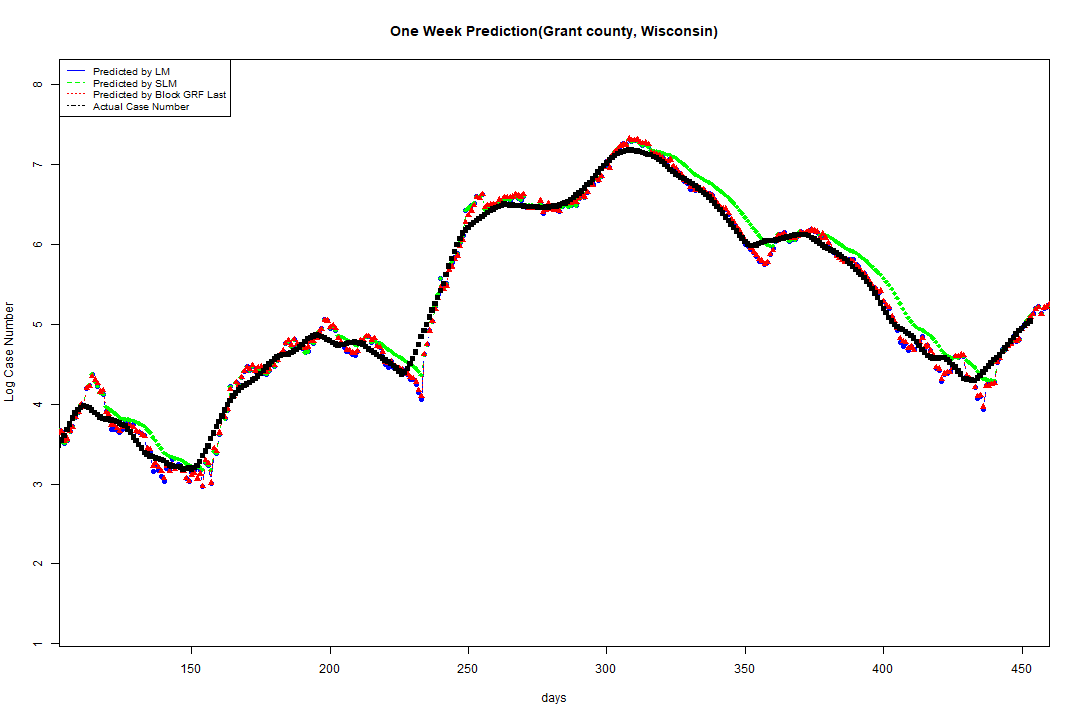 One Week Prediction(Grant county, Wisconsin)
Predicted by LM
Predicted by SLM
Predicted by Block GRF Last
Actual Case Number
8
7
6
5
4
3
2
1
Log Case Number
150 200 250 300 350 400 450
days